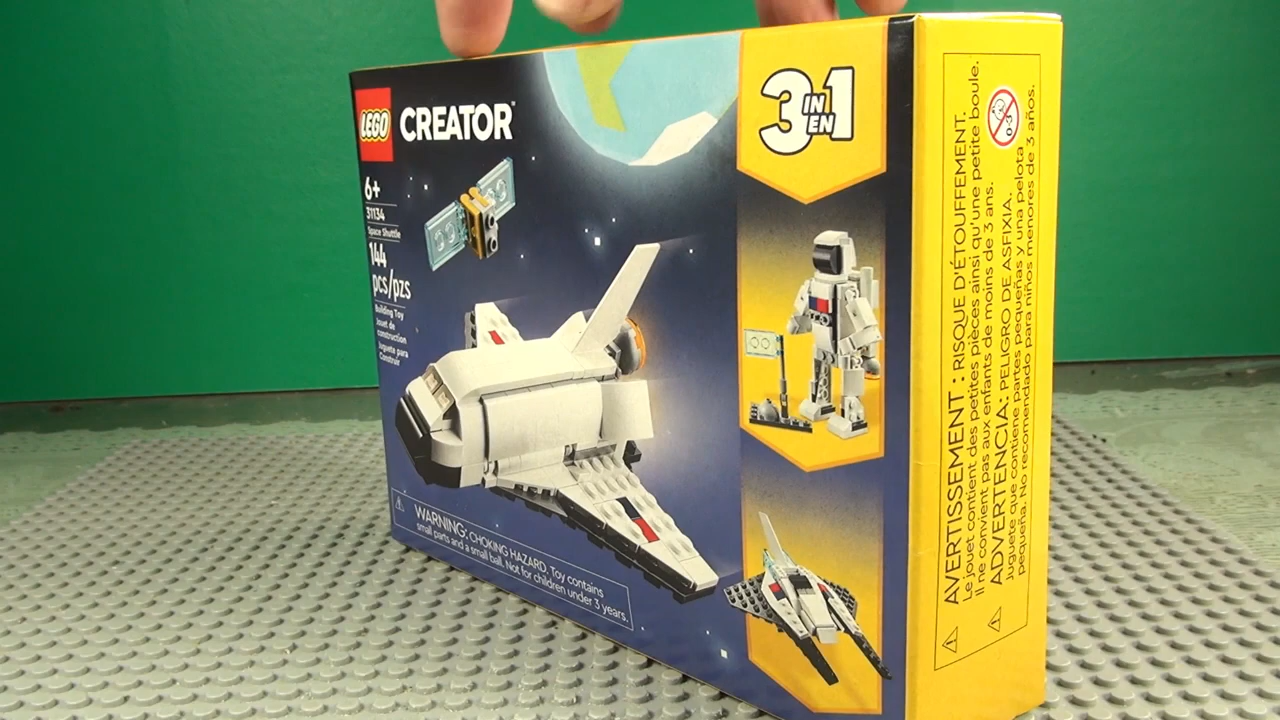 LEGO
CREATOR
6+
31134
Space Shuttle
144
pcs/pzs
Building Toy
Jouet de
construction
Juguete para
Construir
WARNING: CHOKING HAZARD. Toy contains
small parts and a small ball. Not for children under 3 years.
3 IN 1
EN
AVERTISSEMENT : RISQUE D'ÉTOUFFEMENT.
Le jouet contient des petites pièces ainsi qu'une petite boule.
Il ne convient pas aux enfants de moins de 3 ans.
ADVERTENCIA: PELIGRO DE ASFIXIA.
Juguete que contiene partes pequeñas y una pelota
pequeña. No recomendado para niños menores de 3 años.
0-3